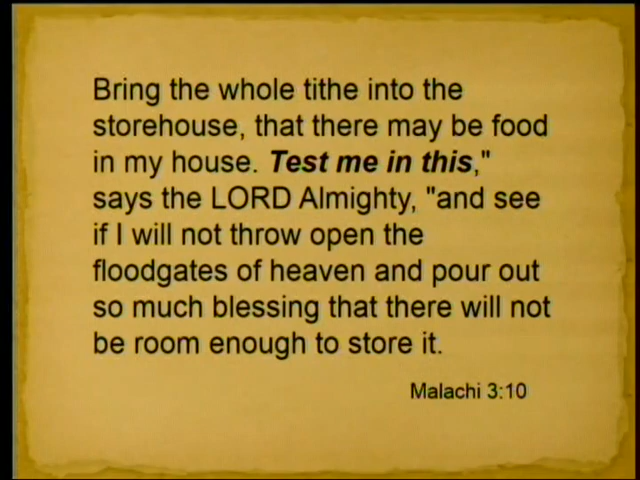 Bring the whole tithe into the
storehouse, that there may be food
in my house. Test me in this,"
says the LORD Almighty, "and see
if I will not throw open the
floodgates of heaven and pour out
so much blessing that there will not
be room enough to store it.
Malachi 3:10